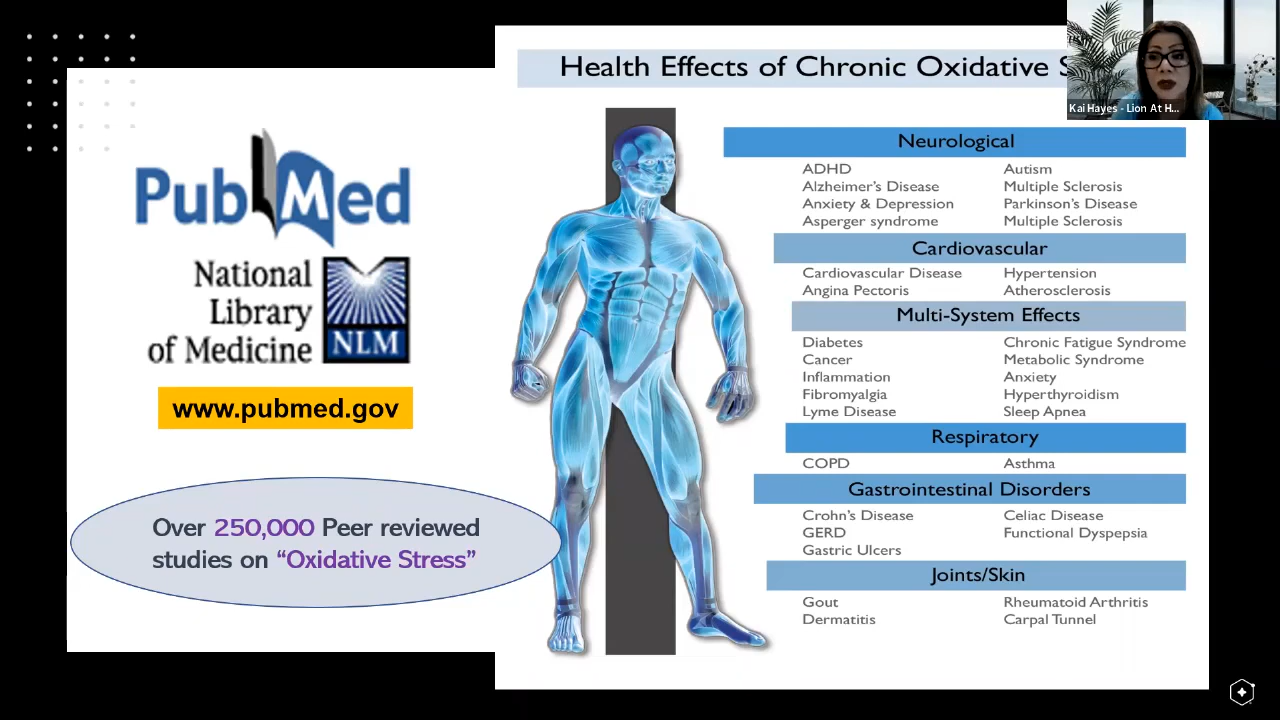 PubMed
National
Library
of Medicine
NLM
www.pubmed.gov
Over 250,000 Peer reviewed
studies on “Oxidative Stress”
Health Effects of Chronic Oxidative S
Kai Hayes - Lion At H...
Neurological
ADHD Autism
Alzheimer's Disease Multiple Sclerosis
Anxiety & Depression Parkinson's Disease
Asperger syndrome Multiple Sclerosis
Cardiovascular
Cardiovascular Disease Hypertension
Angina Pectoris Atherosclerosis
Multi-System Effects
Diabetes Chronic Fatigue Syndrome
Cancer Metabolic Syndrome
Inflammation Anxiety
Fibromyalgia Hyperthyroidism
Lyme Disease Sleep Apnea
Respiratory
COPD Asthma
Gastrointestinal Disorders
Crohn's Disease Celiac Disease
GERD Functional Dyspepsia
Gastric Ulcers
Joints/Skin
Gout Rheumatoid Arthritis
Dermatitis Carpal Tunnel